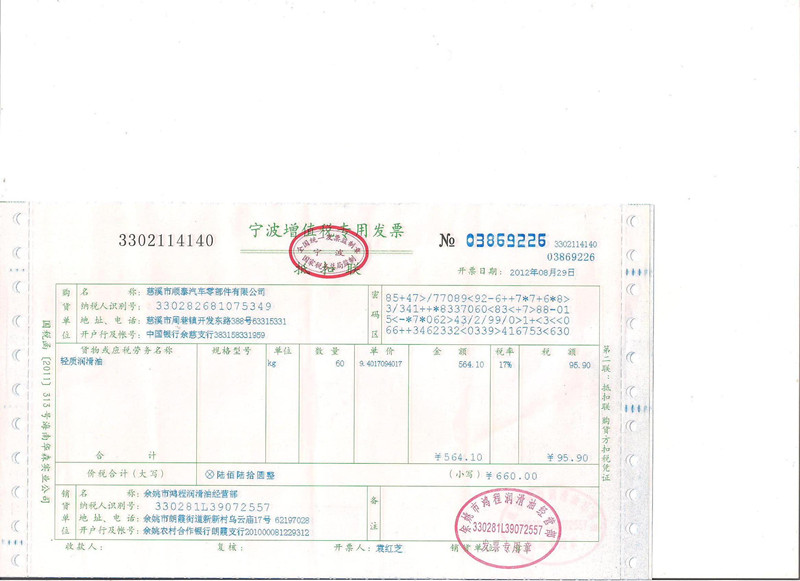 宁波增值税专用发票
3302114140
№ 03869226 3302114140
03869226
全国统一发票监制章
宁波
国家税务总局监制
抵扣联
开票日期: 2012年08月29日
购货单位
名 称: 慈溪市顺泰汽车零部件有限公司
纳税人识别号: 330282681075349
地 址、电 话: 慈溪市周巷镇开发东路388号63315331
开户行及帐号: 中国银行余慈支行383158331959
密码区
85+47>/77089<92-6++7*7+6*8>
3/341++*8337060<83<+7>88-01
5<-*7*062>43/2/99/0>1+<3<<0
66++3462332<0339>416753<630
货物或应税劳务名称 规格型号 单位 数 量 单 价 金 额 税率 税 额
轻质润滑油 kg 60 9.4017094017 564.10 17% 95.90
合 计 ￥564.10 ￥95.90
价税合计（大写） ⊗陆佰陆拾圆整 （小写）￥660.00
销货单位
名 称: 余姚市鸿程润滑油经营部
纳税人识别号: 330281L39072557
地 址、电 话: 余姚市朗霞街道新新村乌云庙17号 62197028
开户行及帐号: 余姚农村合作银行朗霞支行201000081229312
备注
收款人: 复核: 开票人: 袁红芝 销货单位:
余姚市鸿程润滑油经营部
330281L39072557
发票专用章
国税函[2011]313号海南华森实业公司
第二联:抵扣联 购货方扣税凭证